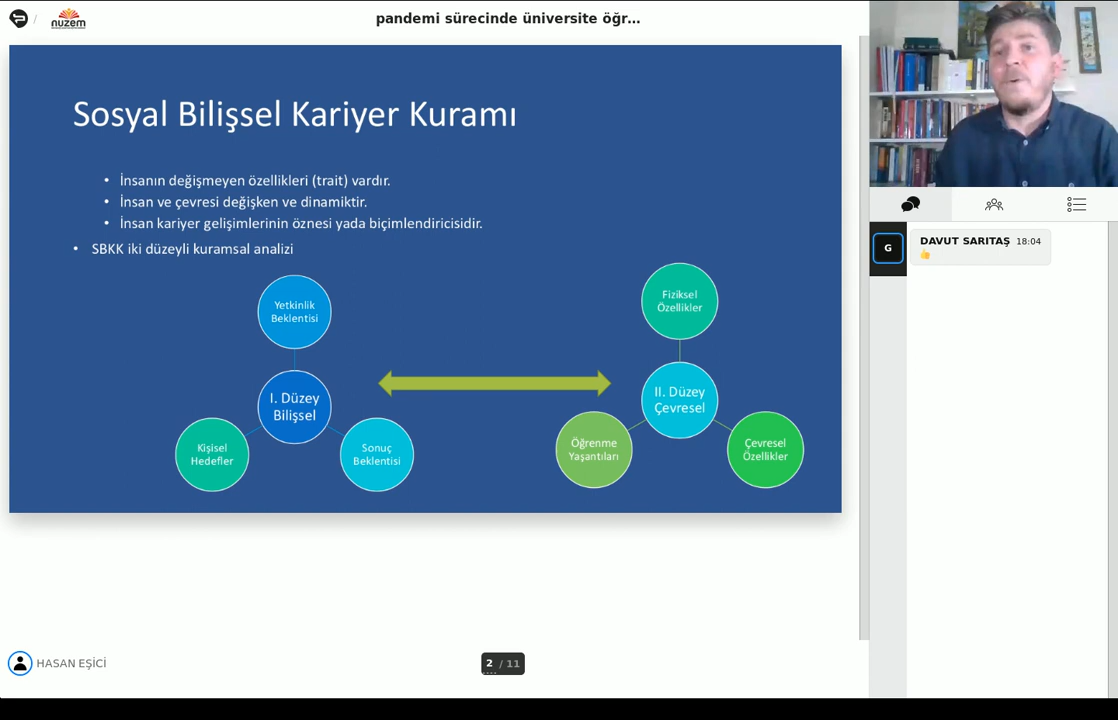 nuzem
pandemi sürecinde üniversite öğr...
Sosyal Bilişsel Kariyer Kuramı
• İnsanın değişmeyen özellikleri (trait) vardır.
• İnsan ve çevresi değişken ve dinamiktir.
• İnsan kariyer gelişimlerinin öznesi yada biçimlendiricisidir.
• SBKK iki düzeyli kuramsal analizi
Yetkinlik
Beklentisi
I. Düzey
Bilişsel
Kişisel
Hedefler
Sonuç
Beklentisi
Fiziksel
Özellikler
II. Düzey
Çevresel
Öğrenme
Yaşantıları
Çevresel
Özellikler
G
DAVUT SARITAŞ 18:04
HASAN EŞİCİ
2 / 11